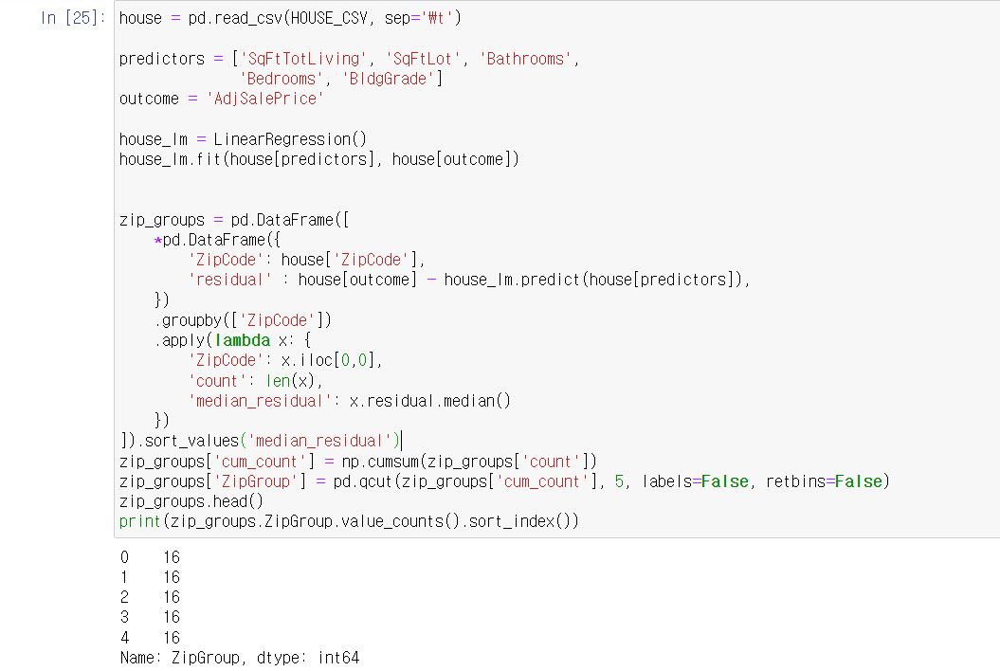 In [25]: house = pd.read_csv(HOUSE_CSV, sep='₩t')
predictors = ['SqFtTotLiving', 'SqFtLot', 'Bathrooms',
'Bedrooms', 'BldgGrade']
outcome = 'AdjSalePrice'
house_lm = LinearRegression()
house_lm.fit(house[predictors], house[outcome])
zip_groups = pd.DataFrame([
*pd.DataFrame({
'ZipCode': house['ZipCode'],
'residual' : house[outcome] - house_lm.predict(house[predictors]),
})
.groupby(['ZipCode'])
.apply(lambda x: {
'ZipCode': x.iloc[0,0],
'count': len(x),
'median_residual': x.residual.median()
})
]).sort_values('median_residual')
zip_groups['cum_count'] = np.cumsum(zip_groups['count'])
zip_groups['ZipGroup'] = pd.qcut(zip_groups['cum_count'], 5, labels=False, retbins=False)
zip_groups.head()
print(zip_groups.ZipGroup.value_counts().sort_index())
0 16
1 16
2 16
3 16
4 16
Name: ZipGroup, dtype: int64